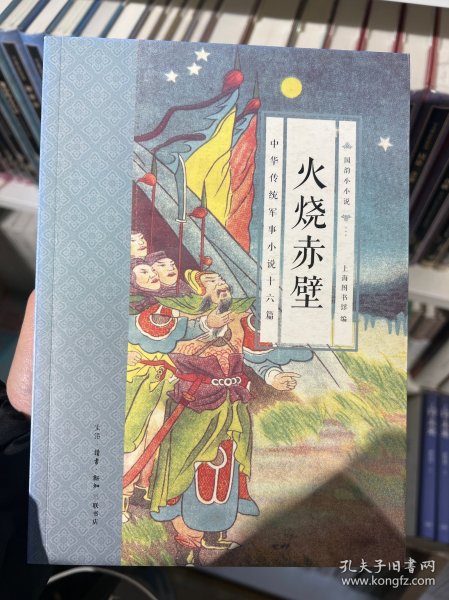 国韵小小说
火烧赤壁
上海图书馆 编
中华传统军事小说十六篇
生活·读书·新知 三联书店
孔夫子旧书网
www.kongfz.com